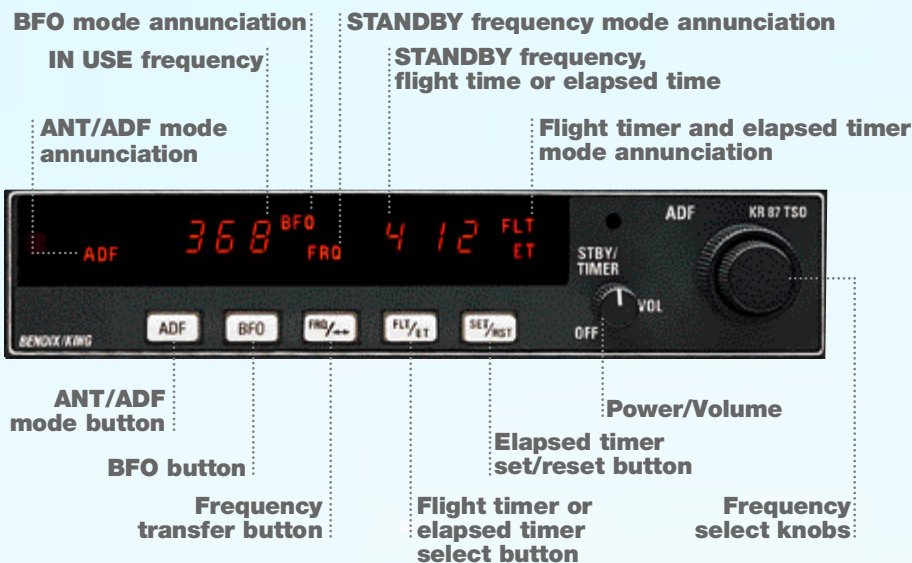 BFO mode annunciation
STANDBY frequency mode annunciation
IN USE frequency
STANDBY frequency,
flight time or elapsed time
ANT/ADF mode
annunciation
Flight timer and elapsed timer
mode annunciation
ADF
368
BFO
FRQ
412
FLT
ET
ADF
KR 87 TSO
STBY/
TIMER
VOL
OFF
BENDIX/KING
ADF
BFO
FRQ/↔
FLT/ET
SET/RST
ANT/ADF
mode button
BFO button
Frequency
transfer button
Flight timer or
elapsed timer
select button
Elapsed timer
set/reset button
Power/Volume
Frequency
select knobs